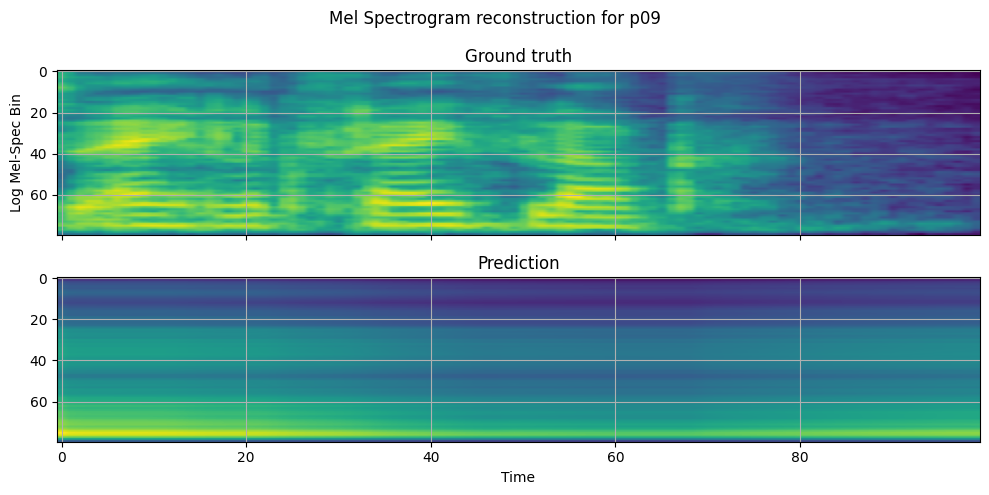 Mel Spectrogram reconstruction for p09
Ground truth
0
20
40
60
Log Mel-Spec Bin
Prediction
0
20
40
60
0 20 40 60 80
Time